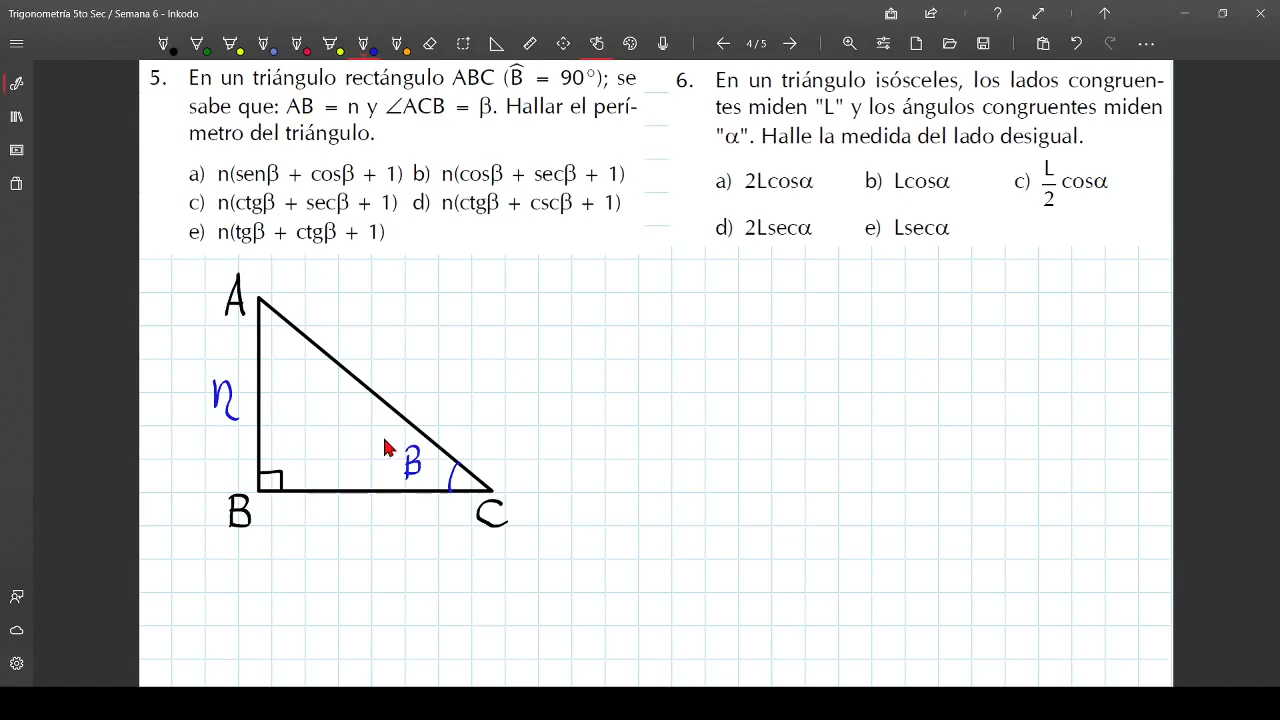 Trigonometría 5to Sec / Semana 6 - Inkodo
4/5
5. En un triángulo rectángulo ABC (B̂ = 90°); se
sabe que: AB = n y ∠ACB = β. Hallar el perí-
metro del triángulo.
a) n(senβ + cosβ + 1) b) n(cosβ + secβ + 1)
c) n(ctgβ + secβ + 1) d) n(ctgβ + cscβ + 1)
e) n(tgβ + ctgβ + 1)
6. En un triángulo isósceles, los lados congruen-
tes miden "L" y los ángulos congruentes miden
"α". Halle la medida del lado desigual.
a) 2Lcosα b) Lcosα c) L/2 cosα
d) 2Lsecα e) Lsecα
A
n
β
B
C